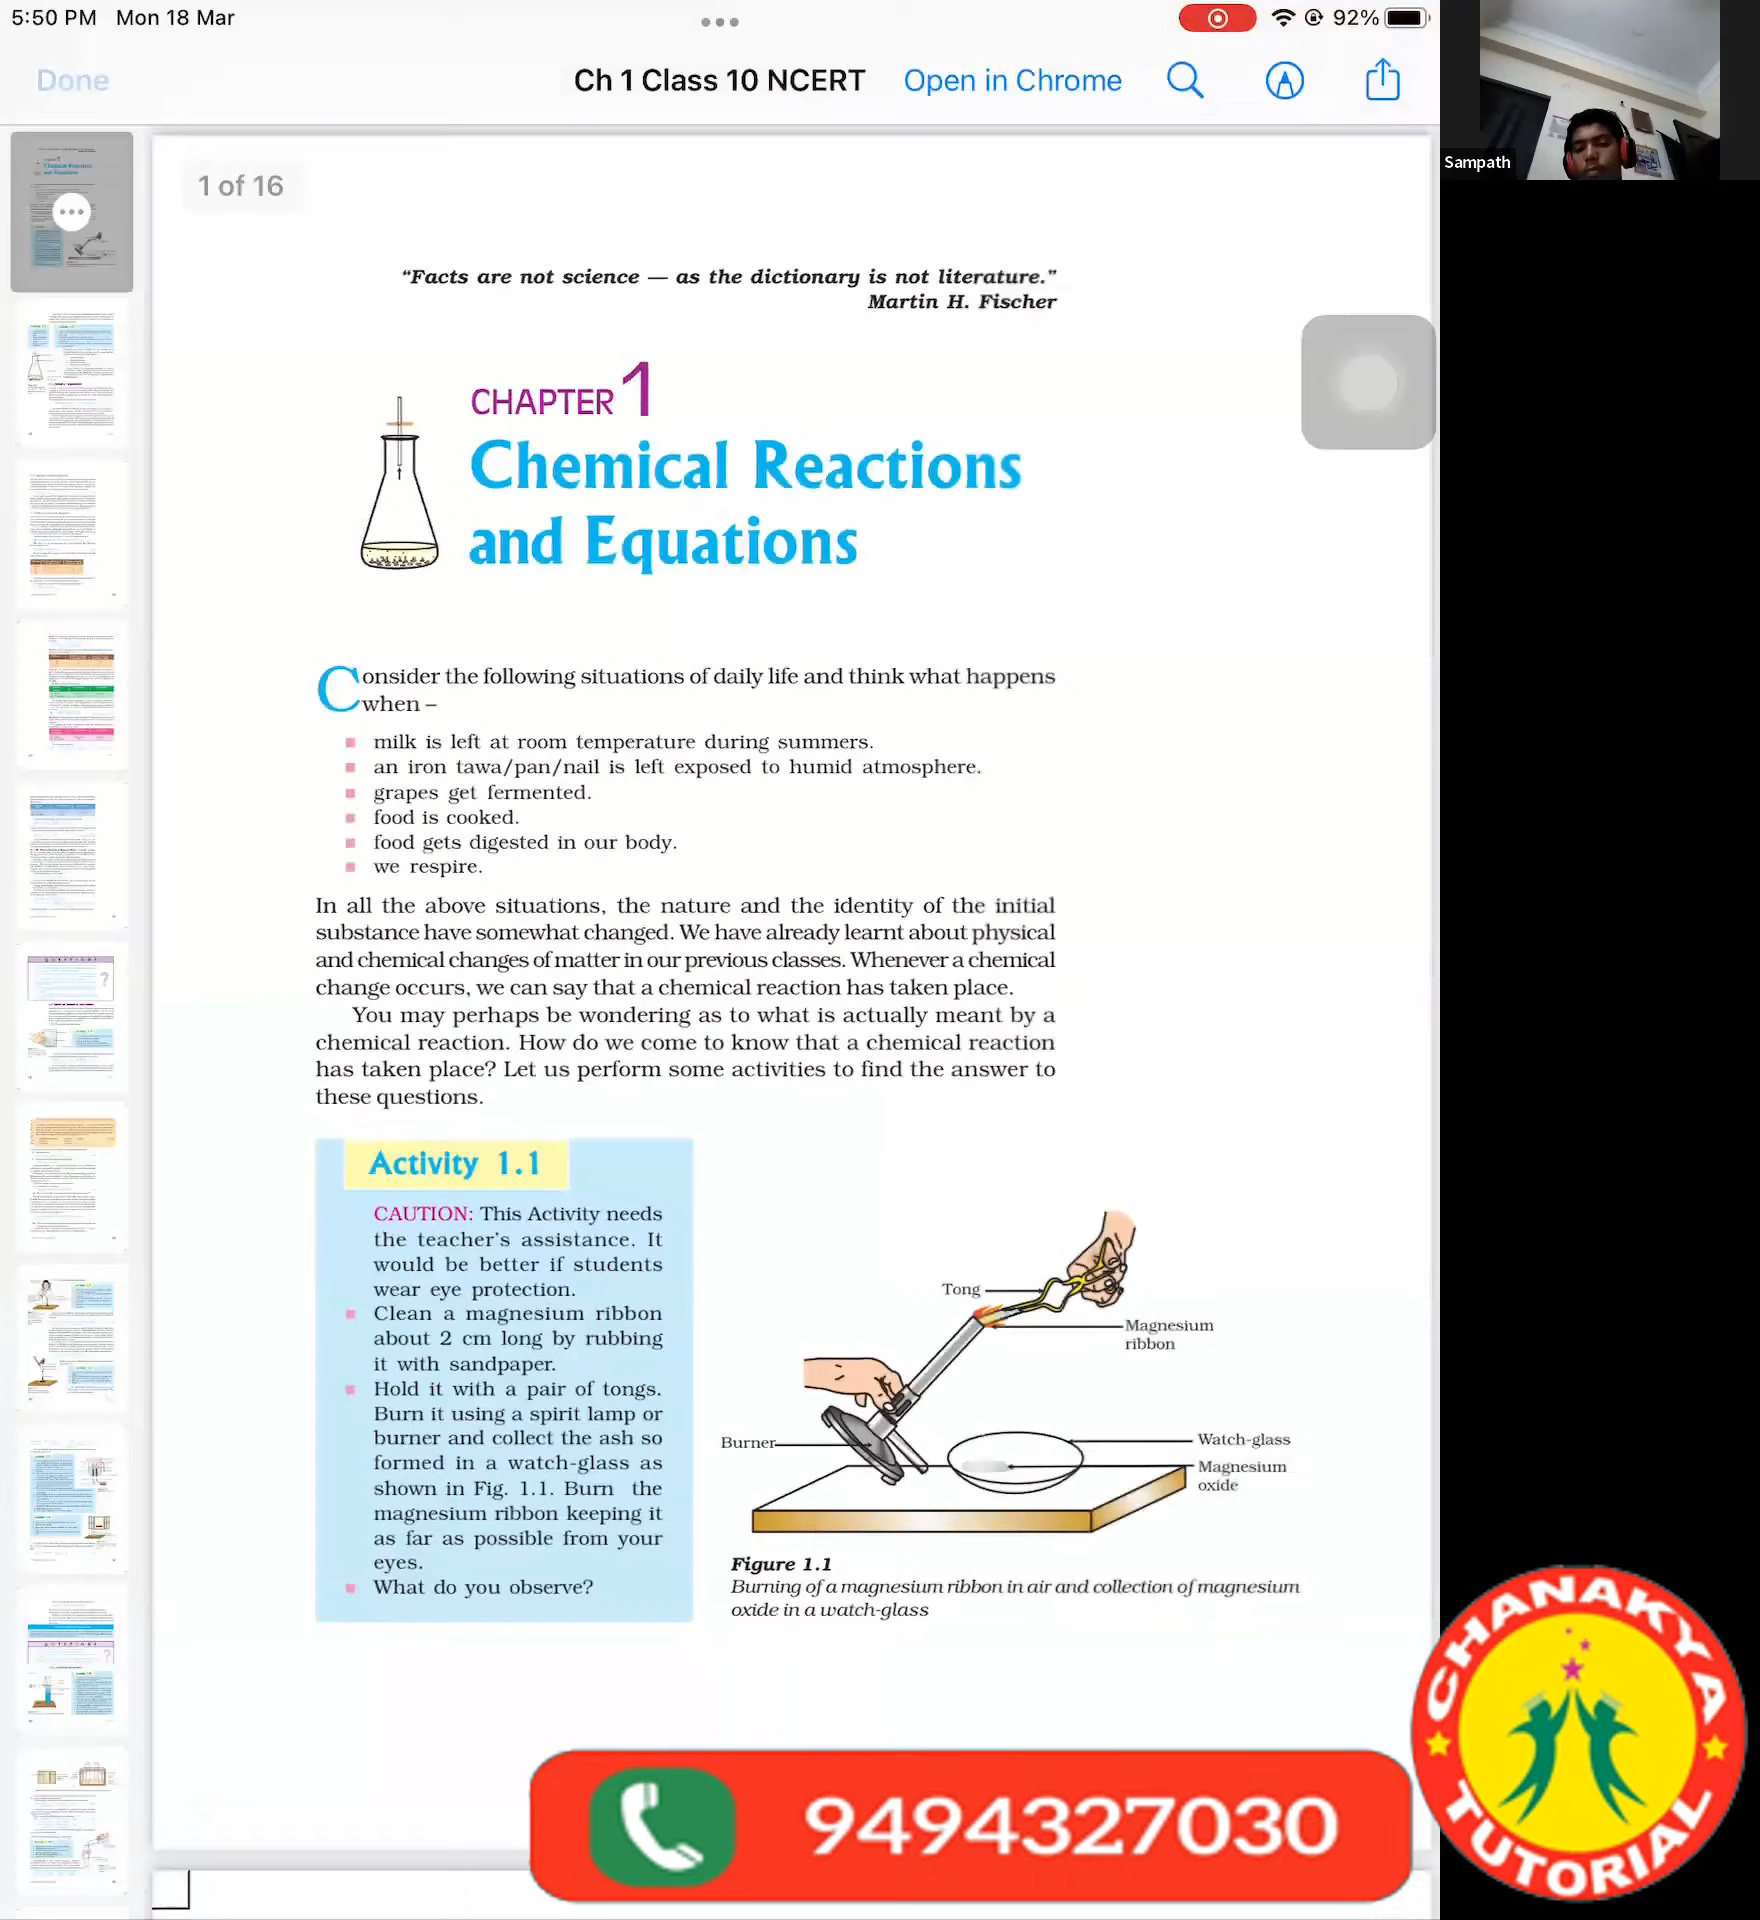 5:50 PM Mon 18 Mar
92%
Done
Ch 1 Class 10 NCERT
Open in Chrome
Sampath
1 of 16
“Facts are not science — as the dictionary is not literature.”
Martin H. Fischer
CHAPTER 1
Chemical Reactions
and Equations
Consider the following situations of daily life and think what happens
when –
milk is left at room temperature during summers.
an iron tawa/pan/nail is left exposed to humid atmosphere.
grapes get fermented.
food is cooked.
food gets digested in our body.
we respire.
In all the above situations, the nature and the identity of the initial
substance have somewhat changed. We have already learnt about physical
and chemical changes of matter in our previous classes. Whenever a chemical
change occurs, we can say that a chemical reaction has taken place.
You may perhaps be wondering as to what is actually meant by a
chemical reaction. How do we come to know that a chemical reaction
has taken place? Let us perform some activities to find the answer to
these questions.
Activity 1.1
CAUTION: This Activity needs
the teacher’s assistance. It
would be better if students
wear eye protection.
Clean a magnesium ribbon
about 2 cm long by rubbing
it with sandpaper.
Hold it with a pair of tongs.
Burn it using a spirit lamp or
burner and collect the ash so
formed in a watch-glass as
shown in Fig. 1.1. Burn the
magnesium ribbon keeping it
as far as possible from your
eyes.
What do you observe?
Tong
Magnesium
ribbon
Burner
Watch-glass
Magnesium
oxide
Figure 1.1
Burning of a magnesium ribbon in air and collection of magnesium
oxide in a watch-glass
9494327030
CHANAKYA
TUTORIAL